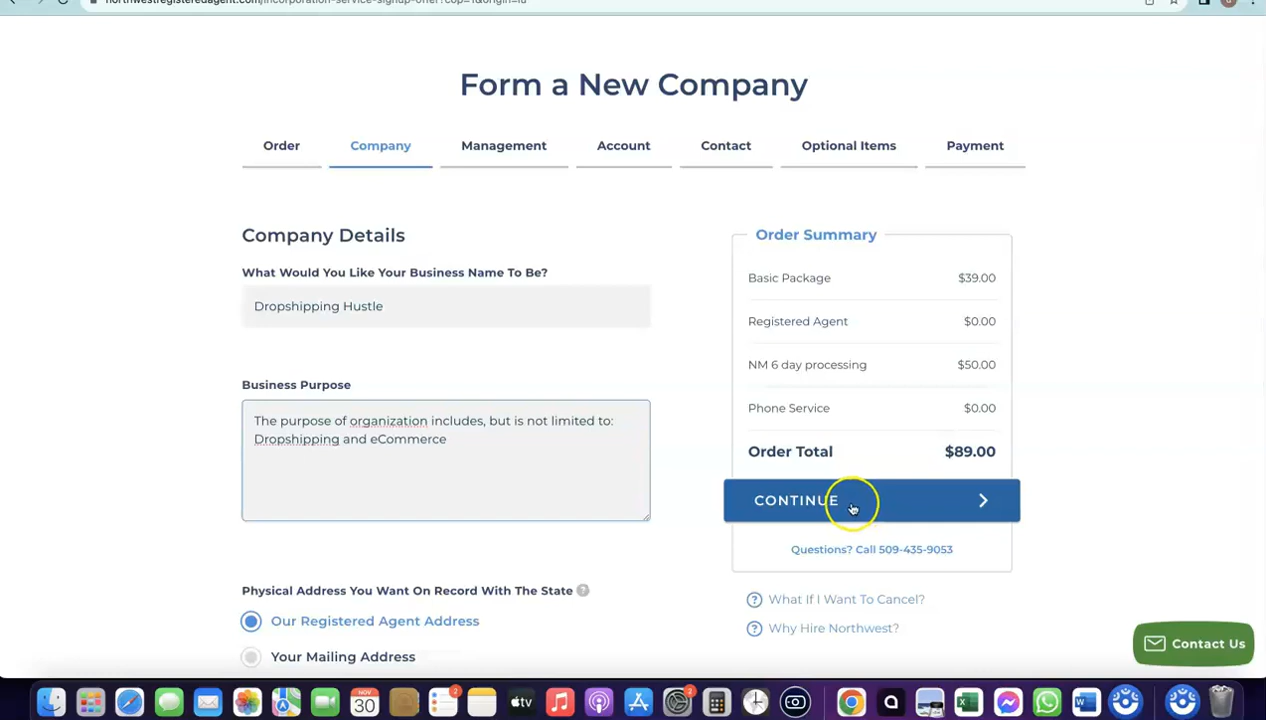 Form a New Company
Order Company Management Account Contact Optional Items Payment
Company Details
What Would You Like Your Business Name To Be?
Dropshipping Hustle
Business Purpose
The purpose of organization includes, but is not limited to:
Dropshipping and eCommerce
Physical Address You Want On Record With The State ?
Our Registered Agent Address
Your Mailing Address
Order Summary
Basic Package $39.00
Registered Agent $0.00
NM 6 day processing $50.00
Phone Service $0.00
Order Total $89.00
CONTINUE
Questions? Call 509-435-9053
? What If I Want To Cancel?
? Why Hire Northwest?
Contact Us
NOV
30
2
tv
2